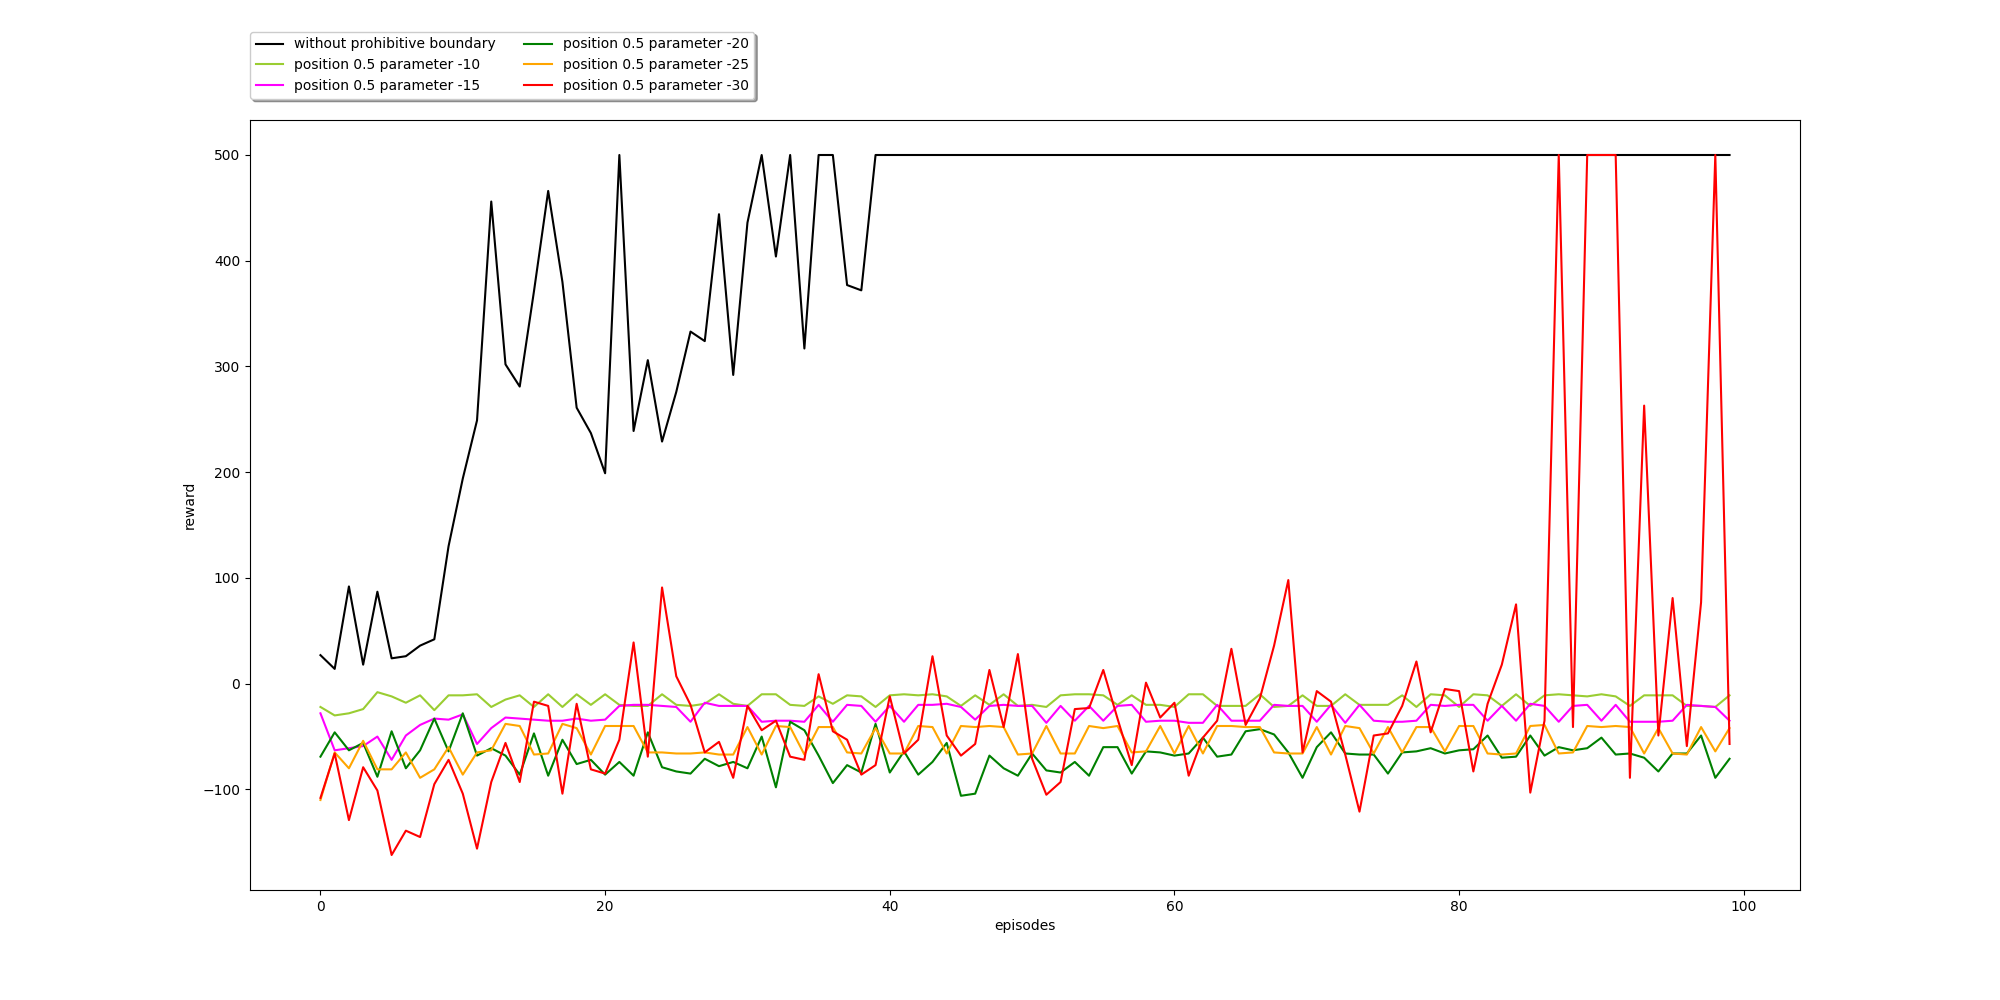 without prohibitive boundary
position 0.5 parameter -10
position 0.5 parameter -15
position 0.5 parameter -20
position 0.5 parameter -25
position 0.5 parameter -30
500
400
300
200
100
0
−100
reward
0 20 40 60 80 100
episodes